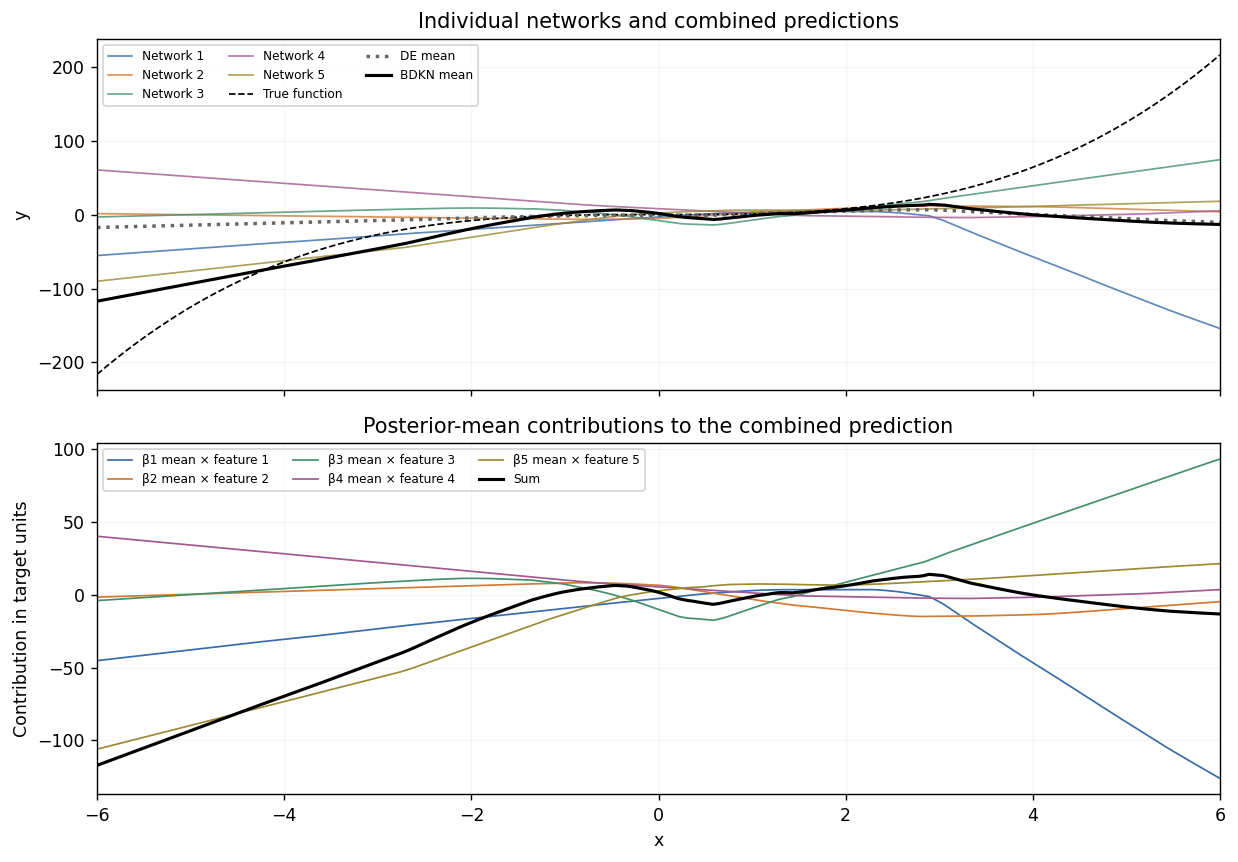 Individual networks and combined predictions
Network 1
Network 2
Network 3
Network 4
Network 5
True function
DE mean
BDKN mean
200
100
0
−100
−200
y
Posterior-mean contributions to the combined prediction
β1 mean × feature 1
β2 mean × feature 2
β3 mean × feature 3
β4 mean × feature 4
β5 mean × feature 5
Sum
100
50
0
−50
−100
Contribution in target units
−6
−4
−2
0
2
4
6
x